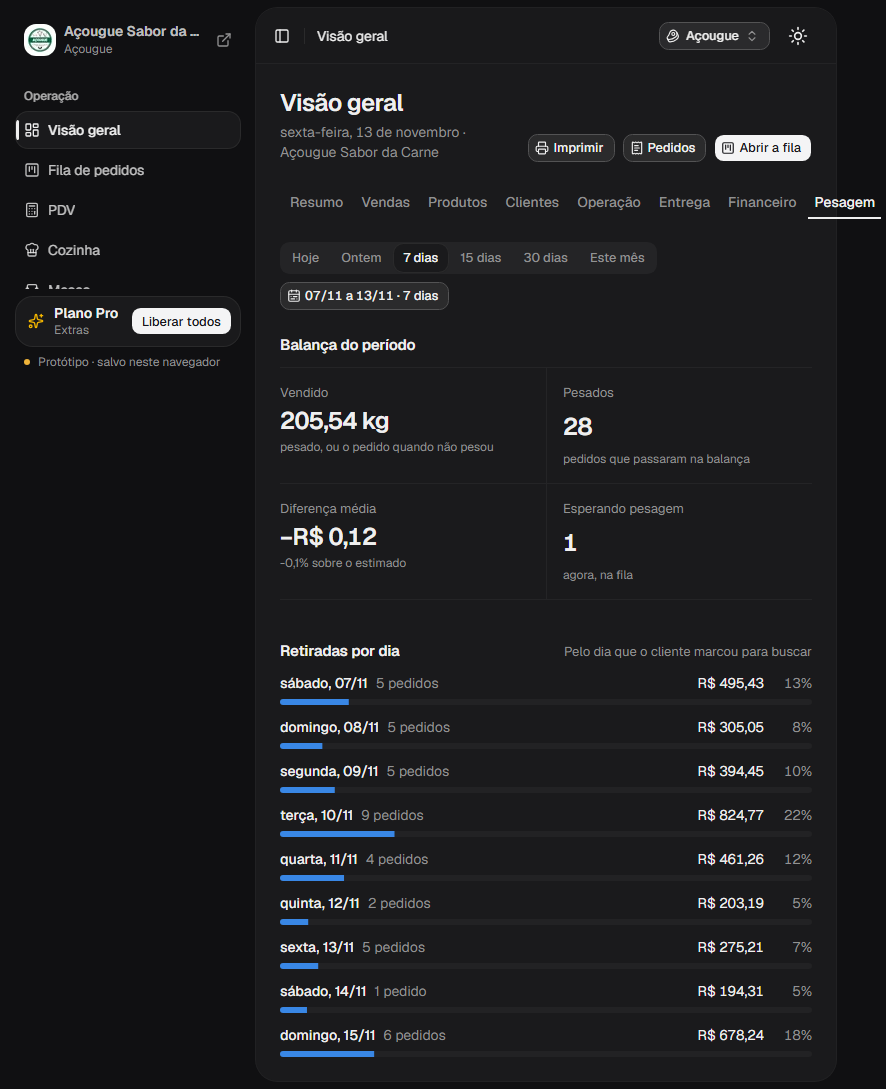 Açougue Sabor da ...
Açougue
Operação
Visão geral
Fila de pedidos
PDV
Cozinha
Plano Pro
Extras
Liberar todos
Protótipo · salvo neste navegador
Visão geral
Açougue
Visão geral
sexta-feira, 13 de novembro ·
Açougue Sabor da Carne
Imprimir
Pedidos
Abrir a fila
Resumo Vendas Produtos Clientes Operação Entrega Financeiro Pesagem
Hoje Ontem 7 dias 15 dias 30 dias Este mês
07/11 a 13/11 · 7 dias
Balança do período
Vendido
205,54 kg
pesado, ou o pedido quando não pesou
Pesados
28
pedidos que passaram na balança
Diferença média
−R$ 0,12
-0,1% sobre o estimado
Esperando pesagem
1
agora, na fila
Retiradas por dia Pelo dia que o cliente marcou para buscar
sábado, 07/11 5 pedidos R$ 495,43 13%
domingo, 08/11 5 pedidos R$ 305,05 8%
segunda, 09/11 5 pedidos R$ 394,45 10%
terça, 10/11 9 pedidos R$ 824,77 22%
quarta, 11/11 4 pedidos R$ 461,26 12%
quinta, 12/11 2 pedidos R$ 203,19 5%
sexta, 13/11 5 pedidos R$ 275,21 7%
sábado, 14/11 1 pedido R$ 194,31 5%
domingo, 15/11 6 pedidos R$ 678,24 18%